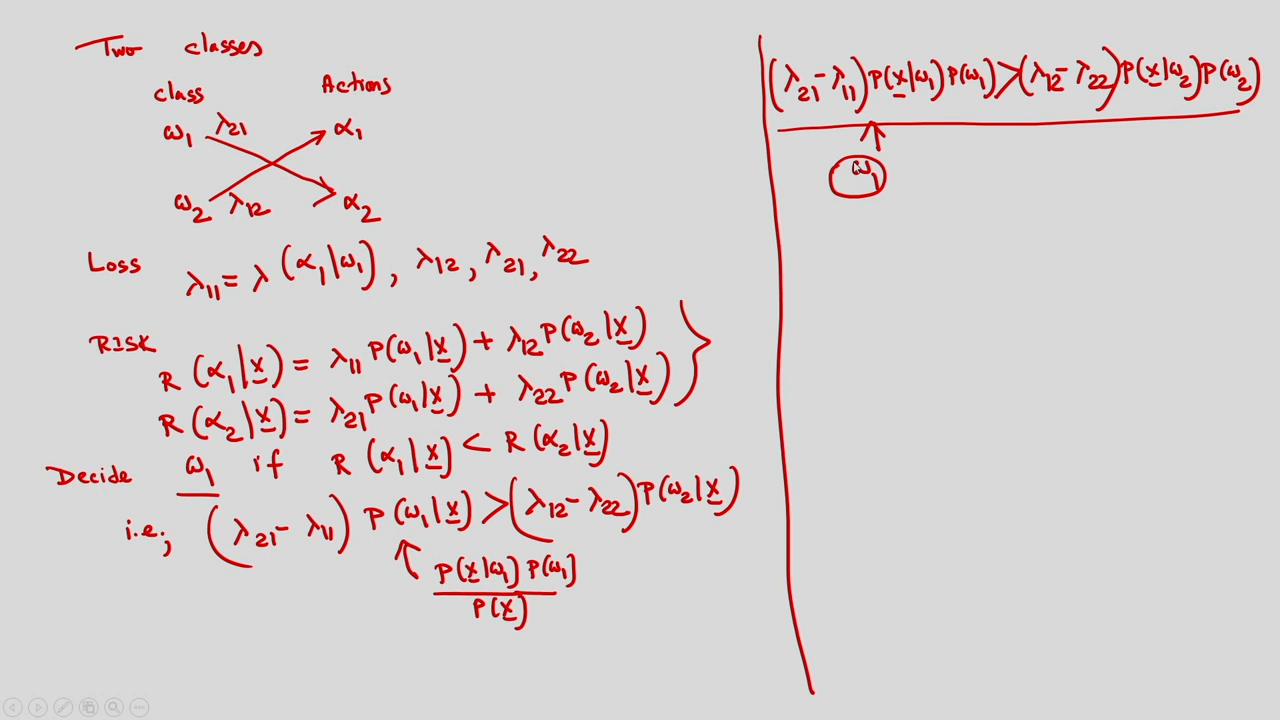 Two classes
class Actions
ω₁ λ₂₁ α₁
ω₂ λ₁₂ α₂
Loss λ₁₁ = λ (α₁|ω₁), λ₁₂, λ₂₁, λ₂₂
RISK R (α₁|x) = λ₁₁ P(ω₁|x) + λ₁₂ P(ω₂|x)
R (α₂|x) = λ₂₁ P(ω₁|x) + λ₂₂ P(ω₂|x)
Decide ω₁ if R (α₁|x) < R (α₂|x)
i.e., (λ₂₁ - λ₁₁) P(ω₁|x) > (λ₁₂ - λ₂₂) P(ω₂|x)
P(x|ω₁) P(ω₁)
P(x)
(λ₂₁ - λ₁₁) P(x|ω₁) P(ω₁) > (λ₁₂ - λ₂₂) P(x|ω₂) P(ω₂)
ω₁